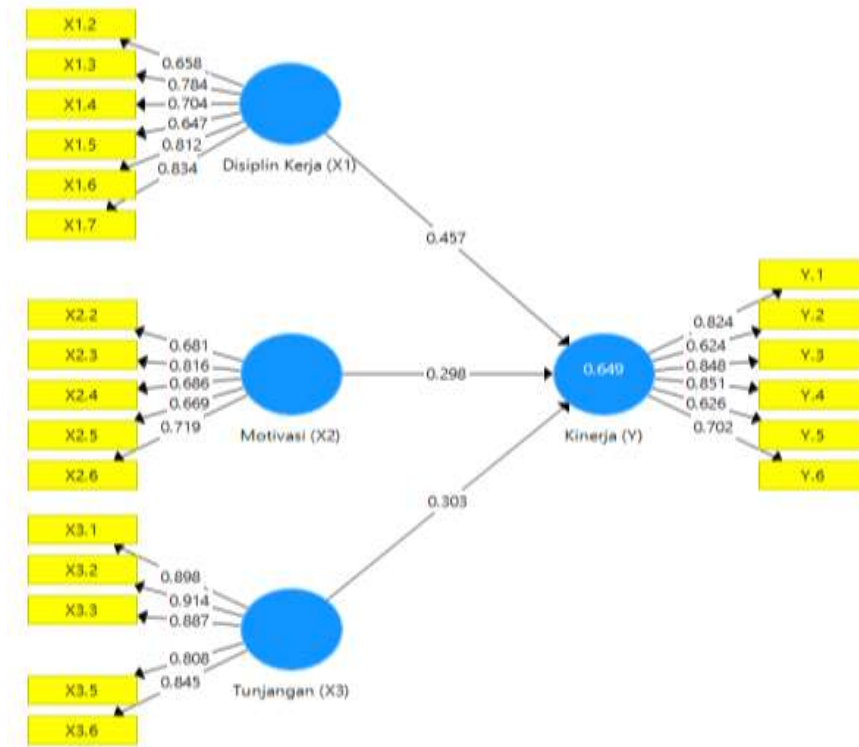 X1.2
X1.3
X1.4
X1.5
X1.6
X1.7
0.658
0.784
0.704
0.647
0.812
0.834
Disiplin Kerja (X1)
0.457
X2.2
X2.3
X2.4
X2.5
X2.6
0.681
0.816
0.686
0.669
0.719
Motivasi (X2)
0.298
X3.1
X3.2
X3.3
X3.5
X3.6
0.898
0.914
0.887
0.808
0.845
Tunjangan (X3)
0.303
0.649
Kinerja (Y)
0.824
0.624
0.848
0.851
0.626
0.702
Y.1
Y.2
Y.3
Y.4
Y.5
Y.6